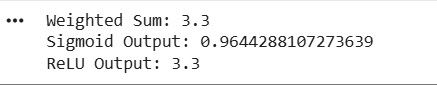 Weighted Sum: 3.3
Sigmoid Output: 0.9644288107273639
ReLU Output: 3.3